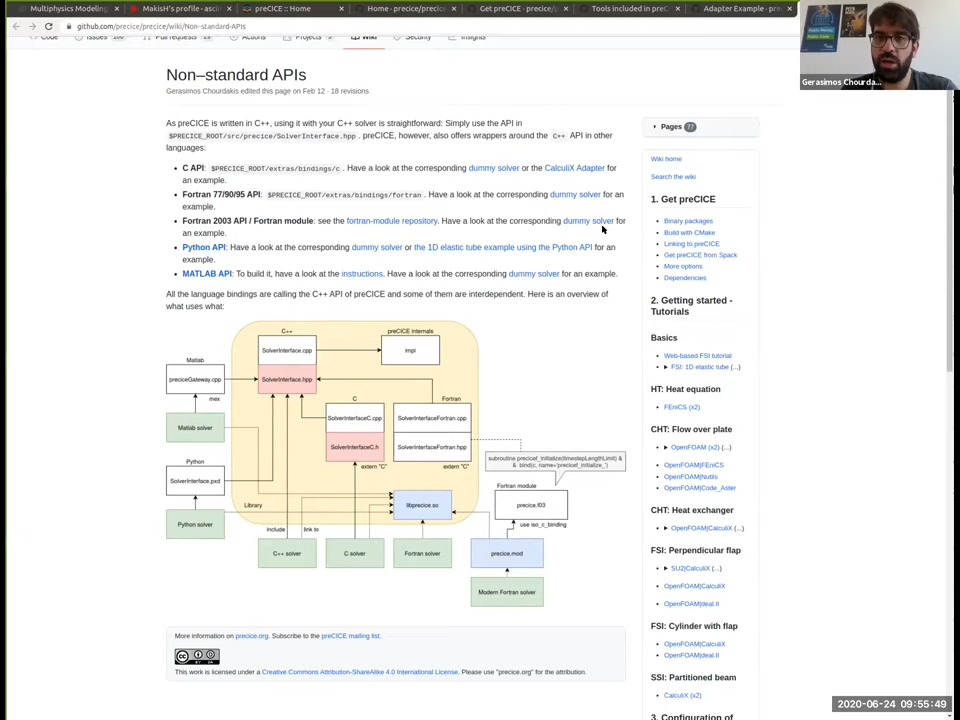 Multiphysics Modeling
MakisH's profile - asci
preCICE :: Home
Home · precice/precic
Get preCICE · precice/p
Tools included in preC
Adapter Example · pre
github.com/precice/wiki/Non-standard-APIs
Code
Issues
Pull requests
Actions
Projects
Wiki
Security
Insights
Non–standard APIs
Gerasimos Chourdakis edited this page on Feb 12 · 18 revisions
As preCICE is written in C++, using it with your C++ solver is straightforward: Simply use the API in
$PRECICE_ROOT/src/precice/SolverInterface.hpp . preCICE, however, also offers wrappers around the C++ API in other
languages:
• C API: $PRECICE_ROOT/extras/bindings/c . Have a look at the corresponding dummy solver or the CalculiX Adapter for
an example.
• Fortran 77/90/95 API: $PRECICE_ROOT/extras/bindings/fortran . Have a look at the corresponding dummy solver for an
example.
• Fortran 2003 API / Fortran module: see the fortran-module repository. Have a look at the corresponding dummy solver for
an example.
• Python API: Have a look at the corresponding dummy solver or the 1D elastic tube example using the Python API for an
example.
• MATLAB API: To build it, have a look at the instructions. Have a look at the corresponding dummy solver for an example.
All the language bindings are calling the C++ API of preCICE and some of them are interdependent. Here is an overview of
what uses what:
C++
preCICE internals
SolverInterface.cpp
impl
Matlab
preciceGateway.cpp
SolverInterface.hpp
mex
C
Fortran
SolverInterfaceC.cpp
SolverInterfaceFortran.cpp
Matlab solver
SolverInterfaceC.h
SolverInterfaceFortran.hpp
Python
extern "C"
extern "C"
subroutine precicef_initialize(timestepLengthLimit) &
& bind(c, name='precicef_initialize_')
SolverInterface.pxd
Fortran module
Library
libprecice.so
precice.f03
Python solver
include
link to
use iso_c_binding
C++ solver
C solver
Fortran solver
precice.mod
Modern Fortran solver
More information on precice.org. Subscribe to the preCICE mailing list.
This work is licensed under a Creative Commons Attribution-ShareAlike 4.0 International License. Please use "precice.org" for the attribution.
Pages 77
Wiki home
Search the wiki
1. Get preCICE
Binary packages
Build with CMake
Linking to preCICE
Get preCICE from Spack
More options
Dependencies
2. Getting started -
Tutorials
Basics
Web-based FSI tutorial
FSI: 1D elastic tube (...)
HT: Heat equation
FEniCS (x2)
CHT: Flow over plate
OpenFOAM (x2) (...)
OpenFOAM|FEniCS
OpenFOAM|Nutils
OpenFOAM|Code_Aster
CHT: Heat exchanger
OpenFOAM|CalculiX (...)
FSI: Perpendicular flap
SU2|CalculiX (...)
OpenFOAM|CalculiX
OpenFOAM|deal.II
FSI: Cylinder with flap
OpenFOAM|CalculiX
OpenFOAM|deal.II
SSI: Partitioned beam
CalculiX (x2)
3. Configuration of
Gerasimos Chourda...
2020-06-24 09:55:49